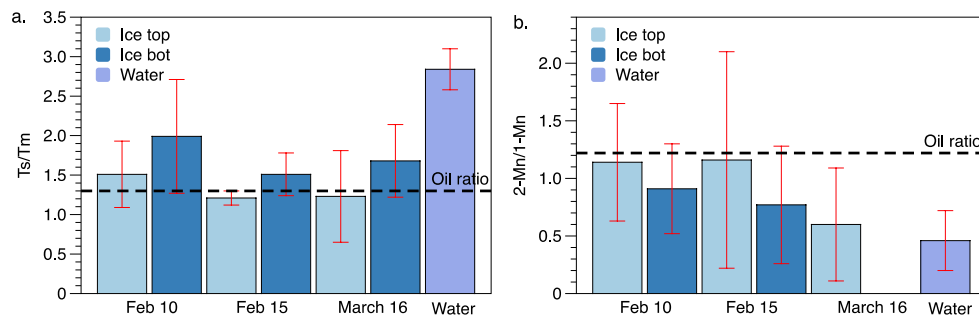 a.
Ts/Tm
3.5
3.0
2.5
2.0
1.5
1.0
0.5
0
Ice top
Ice bot
Water
Oil ratio
Feb 10
Feb 15
March 16
Water
b.
2-Mn/1-Mn
2.0
1.5
1.0
0.5
0.0
Ice top
Ice bot
Water
Oil ratio
Feb 10
Feb 15
March 16
Water